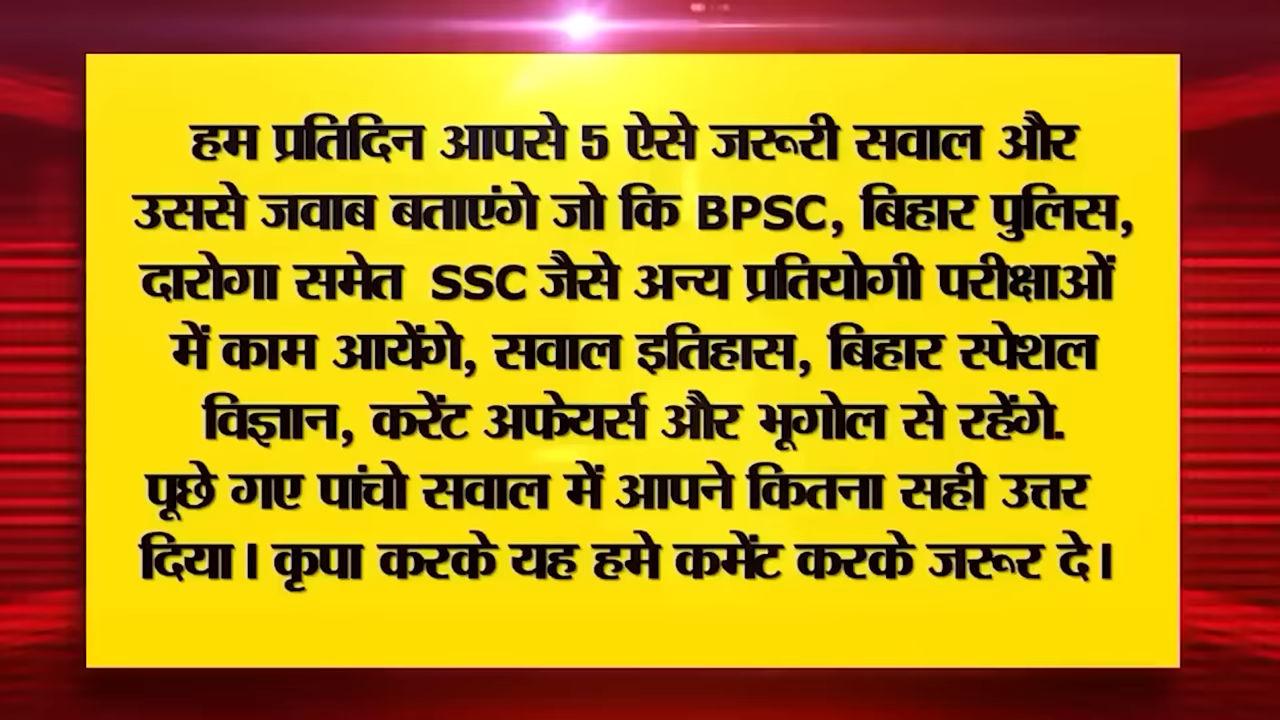 हम प्रतिदिन आपसे 5 ऐसे जरूरी सवाल और
उससे जवाब बताएंगे जो कि BPSC, बिहार पुलिस,
दारोगा समेत SSC जैसे अन्य प्रतियोगी परीक्षाओं
में काम आयेंगे, सवाल इतिहास, बिहार स्पेशल
विज्ञान, करेंट अफेयर्स और भूगोल से रहेंगे.
पूछे गए पांचो सवाल में आपने कितना सही उत्तर
दिया। कृपा करके यह हमे कमेंट करके जरूर दे।